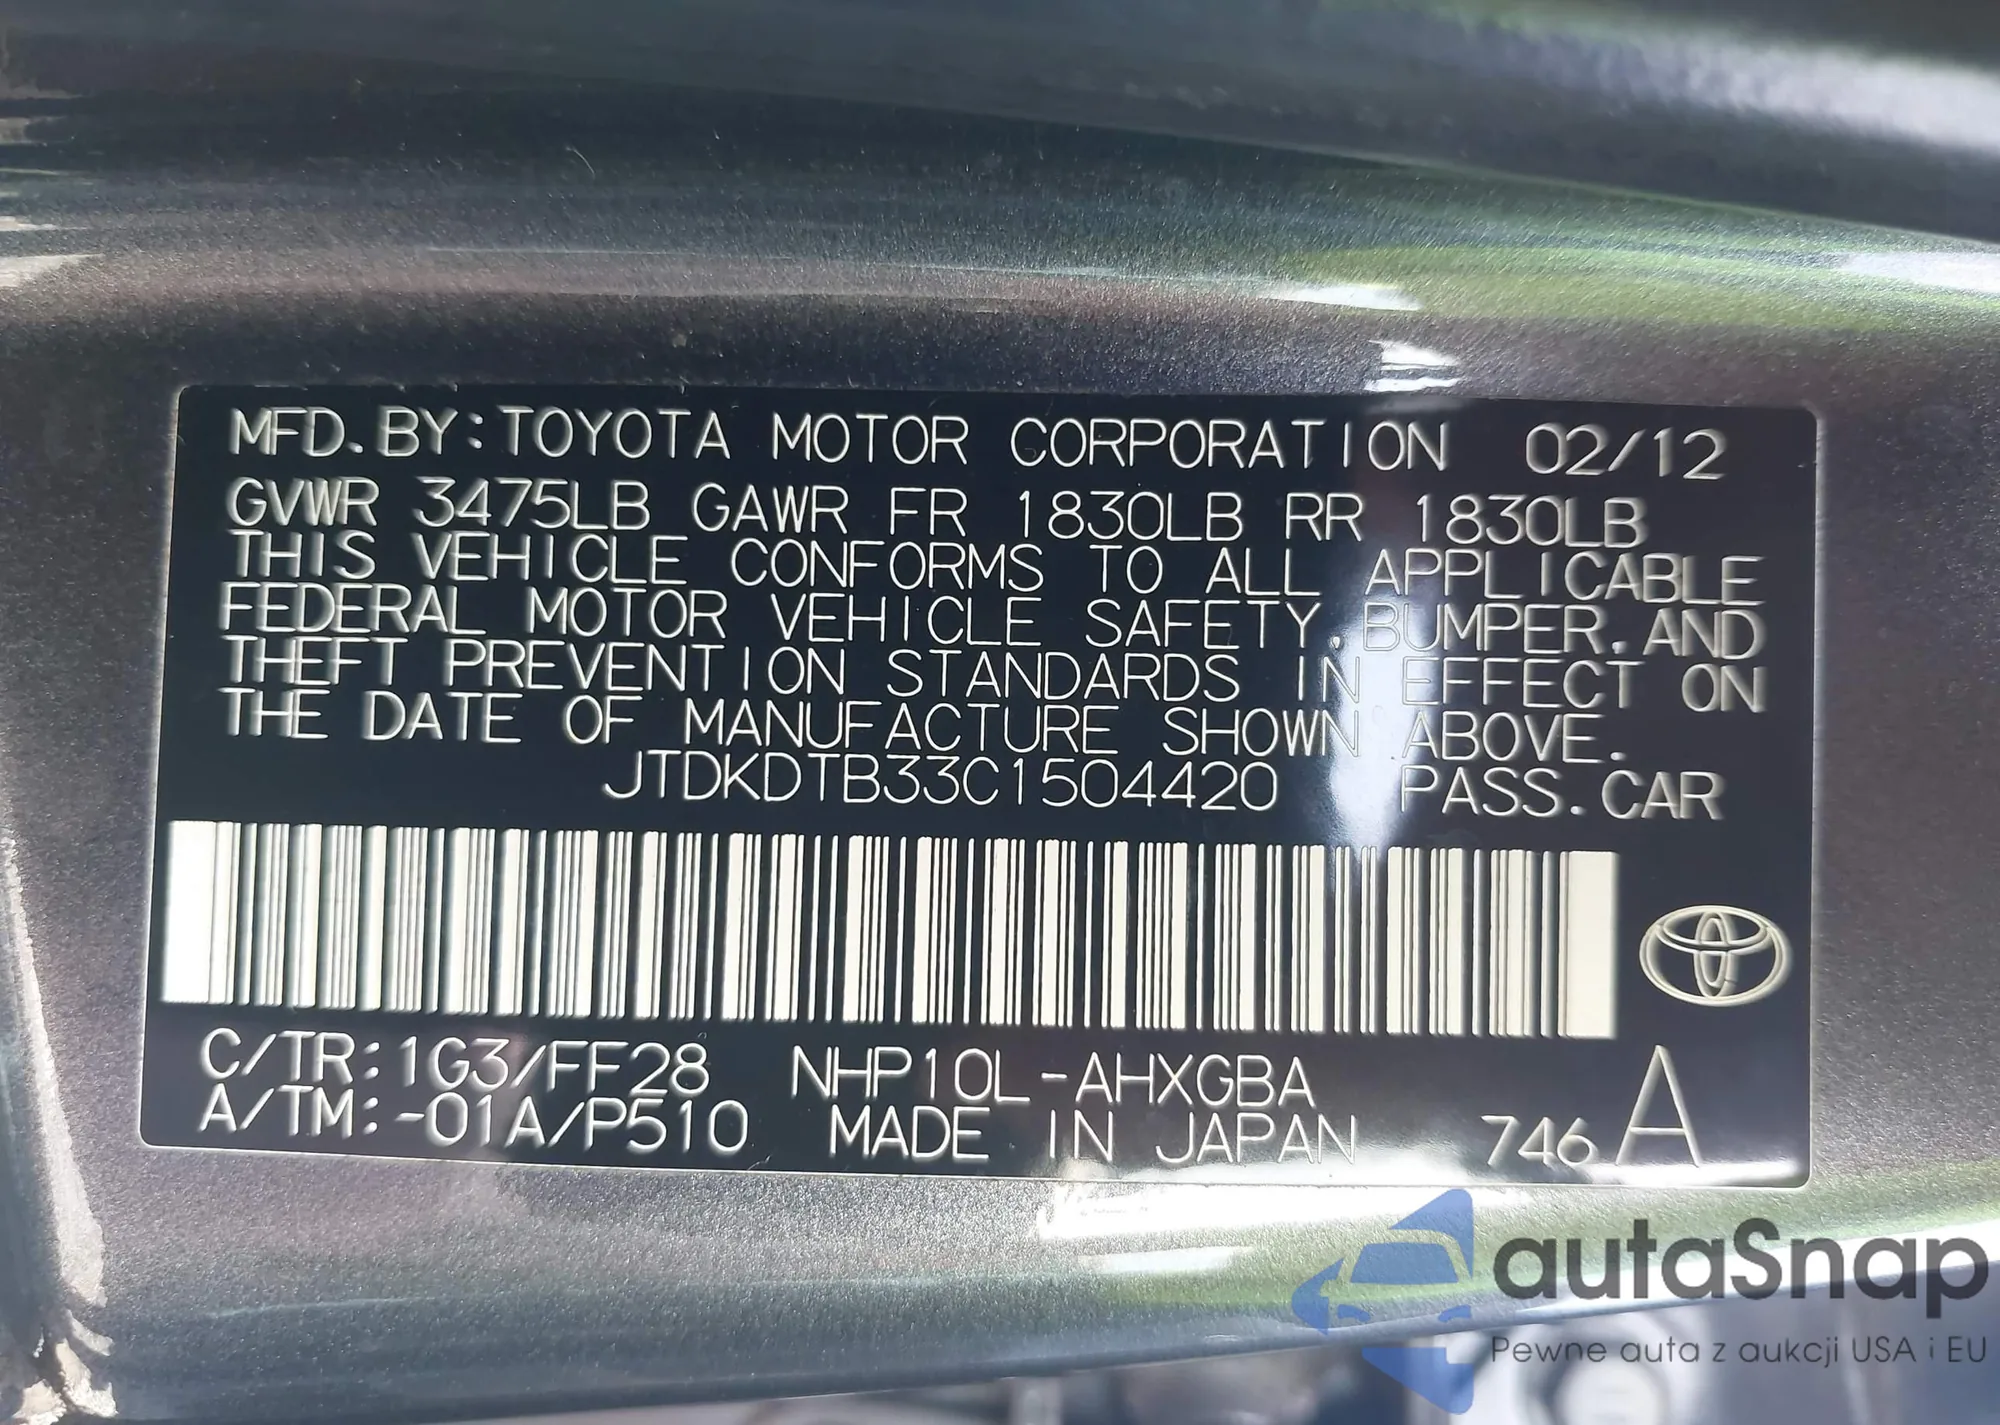 MFD.BY:TOYOTA MOTOR CORPORATION 02/12
GVWR 3475LB GAWR FR 1830LB RR 1830LB
THIS VEHICLE CONFORMS TO ALL APPLICABLE
FEDERAL MOTOR VEHICLE SAFETY,BUMPER,AND
THEFT PREVENTION STANDARDS IN EFFECT ON
THE DATE OF MANUFACTURE SHOWN ABOVE.
JTDKDTB33C1504420 PASS.CAR
C/TR:1G3/FF28 NHP10L-AHXGBA
A/TM:-01A/P510 MADE IN JAPAN 746 A
autaSnap
Pewne auta z aukcji USA i EU